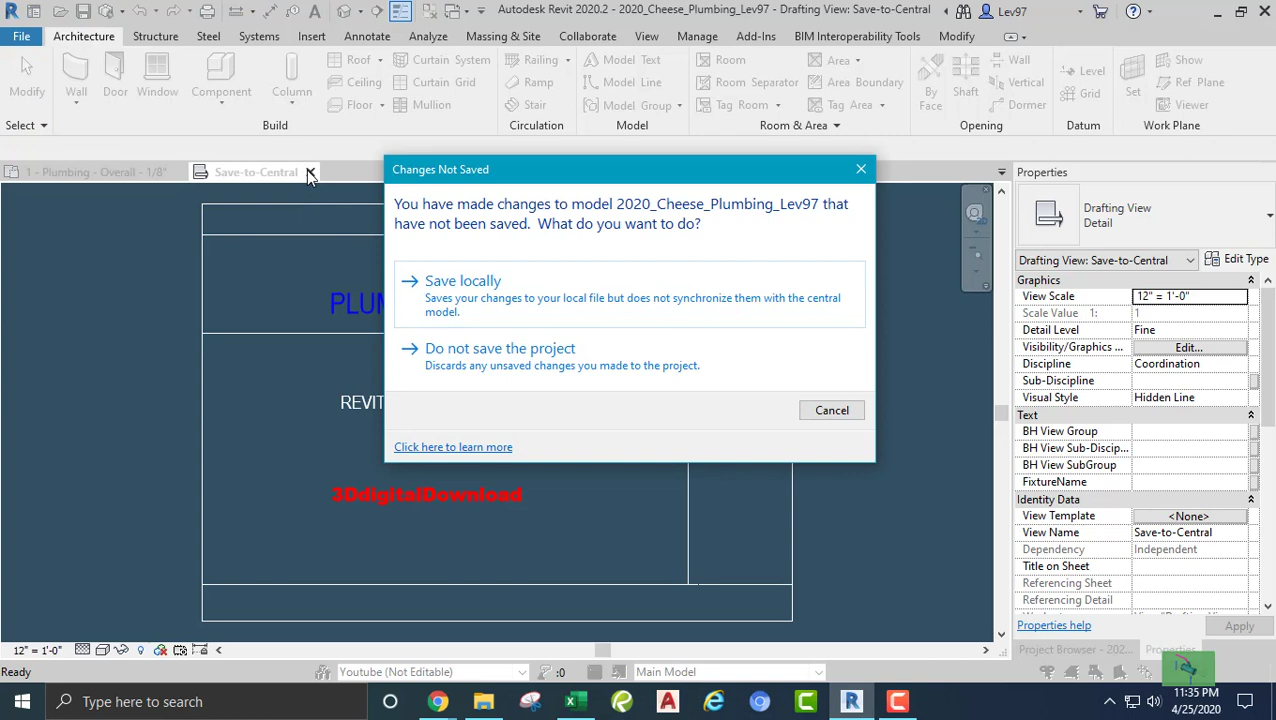 Autodesk Revit 2020.2 - 2020_Cheese_Plumbing_Lev97 - Drafting View: Save-to-Central
Lev97
File Architecture Structure Steel Systems Insert Annotate Analyze Massing & Site Collaborate View Manage Add-Ins BIM Interoperability Tools Modify
Modify Wall Door Window Component Column
Roof Ceiling Floor
Curtain System Curtain Grid Mullion
Railing Ramp Stair
Model Text Model Line Model Group
Room Room Separator Tag Room
Area Area Boundary Tag Area
By Face Shaft
Wall Vertical Dormer
Level Grid
Set
Show Ref Plane Viewer
Select Build Circulation Model Room & Area Opening Datum Work Plane
1 - Plumbing - Overall - 1/8"
Save-to-Central
Changes Not Saved
You have made changes to model 2020_Cheese_Plumbing_Lev97 that
have not been saved. What do you want to do?
Save locally
Saves your changes to your local file but does not synchronize them with the central
model.
Do not save the project
Discards any unsaved changes you made to the project.
Cancel
Click here to learn more
PLUM
REVIT
3DdigitalDownload
Properties
Drafting View
Detail
Drafting View: Save-to-Central
Edit Type
Graphics
View Scale 12" = 1'-0"
Scale Value 1: 1
Detail Level Fine
Visibility/Graphics ... Edit...
Discipline Coordination
Sub-Discipline
Visual Style Hidden Line
Text
BH View Group
BH View Sub-Discip...
BH View SubGroup
FixtureName
Identity Data
View Template <None>
View Name Save-to-Central
Dependency Independent
Title on Sheet
Referencing Sheet
Referencing Detail
Properties help
Apply
Project Browser - 202...
Properties
12" = 1'-0"
Ready
Youtube (Not Editable)
:0
Main Model
Type here to search
11:35 PM
4/25/2020